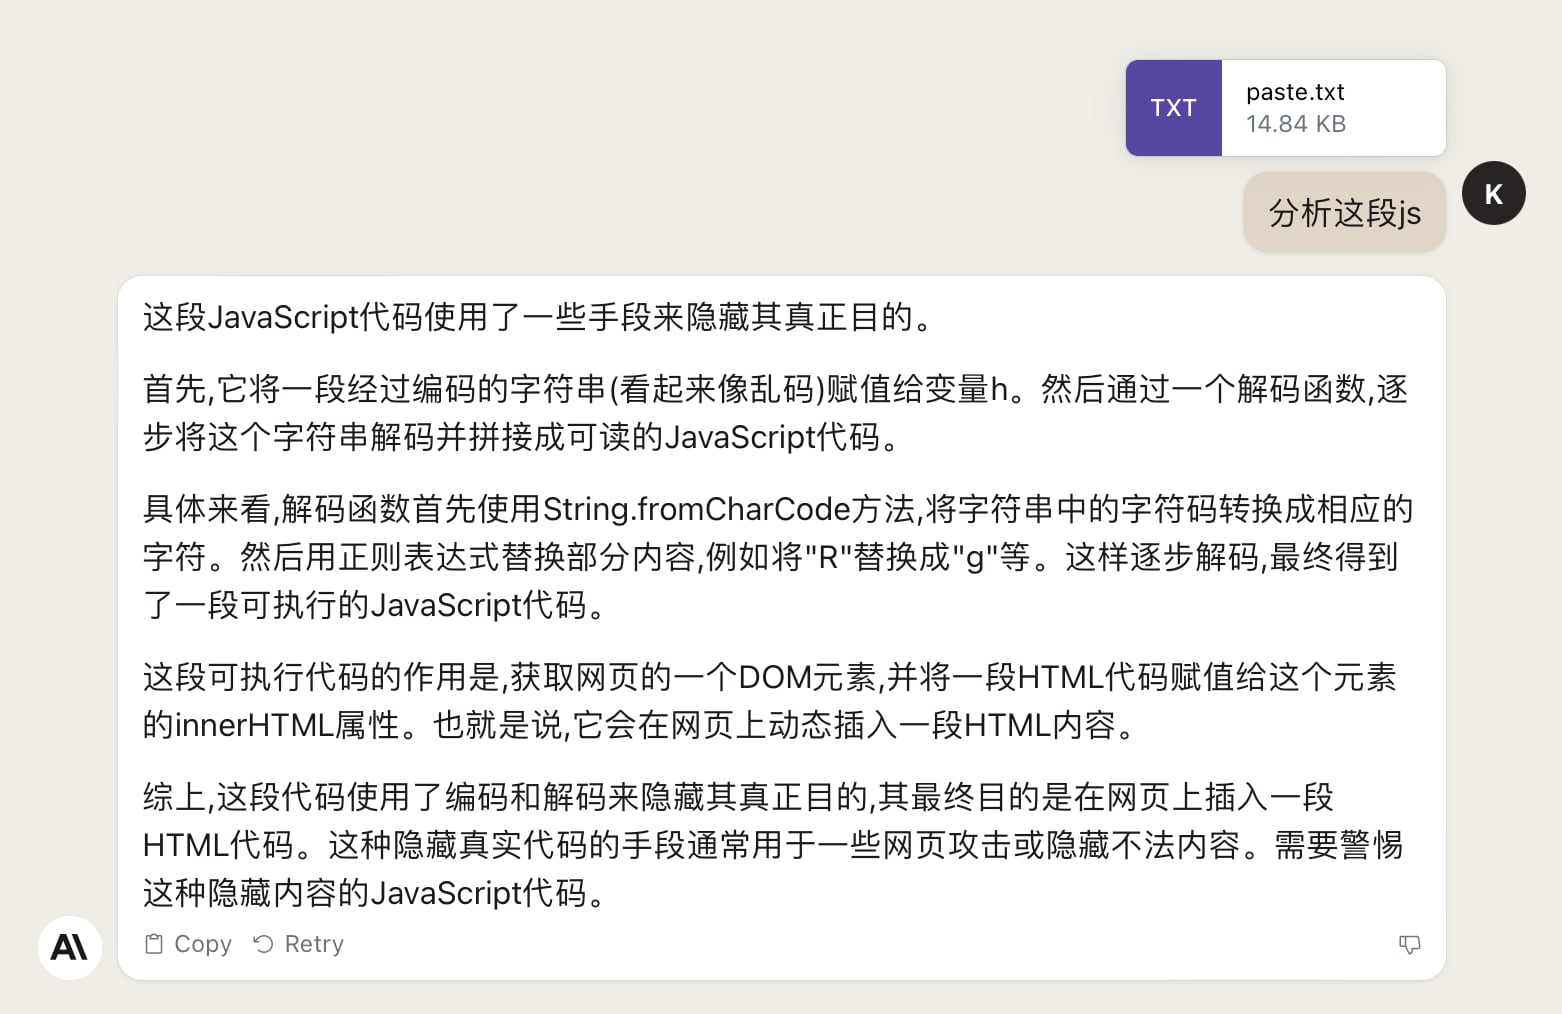 TXT
paste.txt
14.84 KB
K
分析这段js
这段JavaScript代码使用了一些手段来隐藏其真正目的。
首先,它将一段经过编码的字符串(看起来像乱码)赋值给变量h。然后通过一个解码函数,逐
步将这个字符串解码并拼接成可读的JavaScript代码。
具体来看,解码函数首先使用String.fromCharCode方法,将字符串中的字符码转换成相应的
字符。然后用正则表达式替换部分内容,例如将"R"替换成"g"等。这样逐步解码,最终得到
了一段可执行的JavaScript代码。
这段可执行代码的作用是,获取网页的一个DOM元素,并将一段HTML代码赋值给这个元素
的innerHTML属性。也就是说,它会在网页上动态插入一段HTML内容。
综上,这段代码使用了编码和解码来隐藏其真正目的,其最终目的是在网页上插入一段
HTML代码。这种隐藏真实代码的手段通常用于一些网页攻击或隐藏不法内容。需要警惕
这种隐藏内容的JavaScript代码。
Copy
Retry
A\